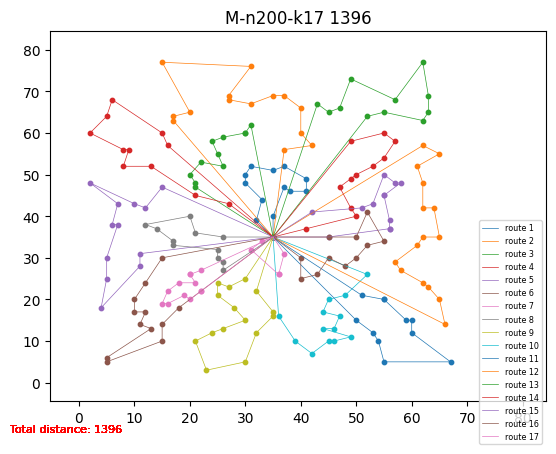 M-n200-k17 1396
80
70
60
50
40
30
20
10
0
0
10
20
30
40
50
60
70
80
route 1
route 2
route 3
route 4
route 5
route 6
route 7
route 8
route 9
route 10
route 11
route 12
route 13
route 14
route 15
route 16
route 17
Total distance: 1396